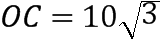 OC = 10√3